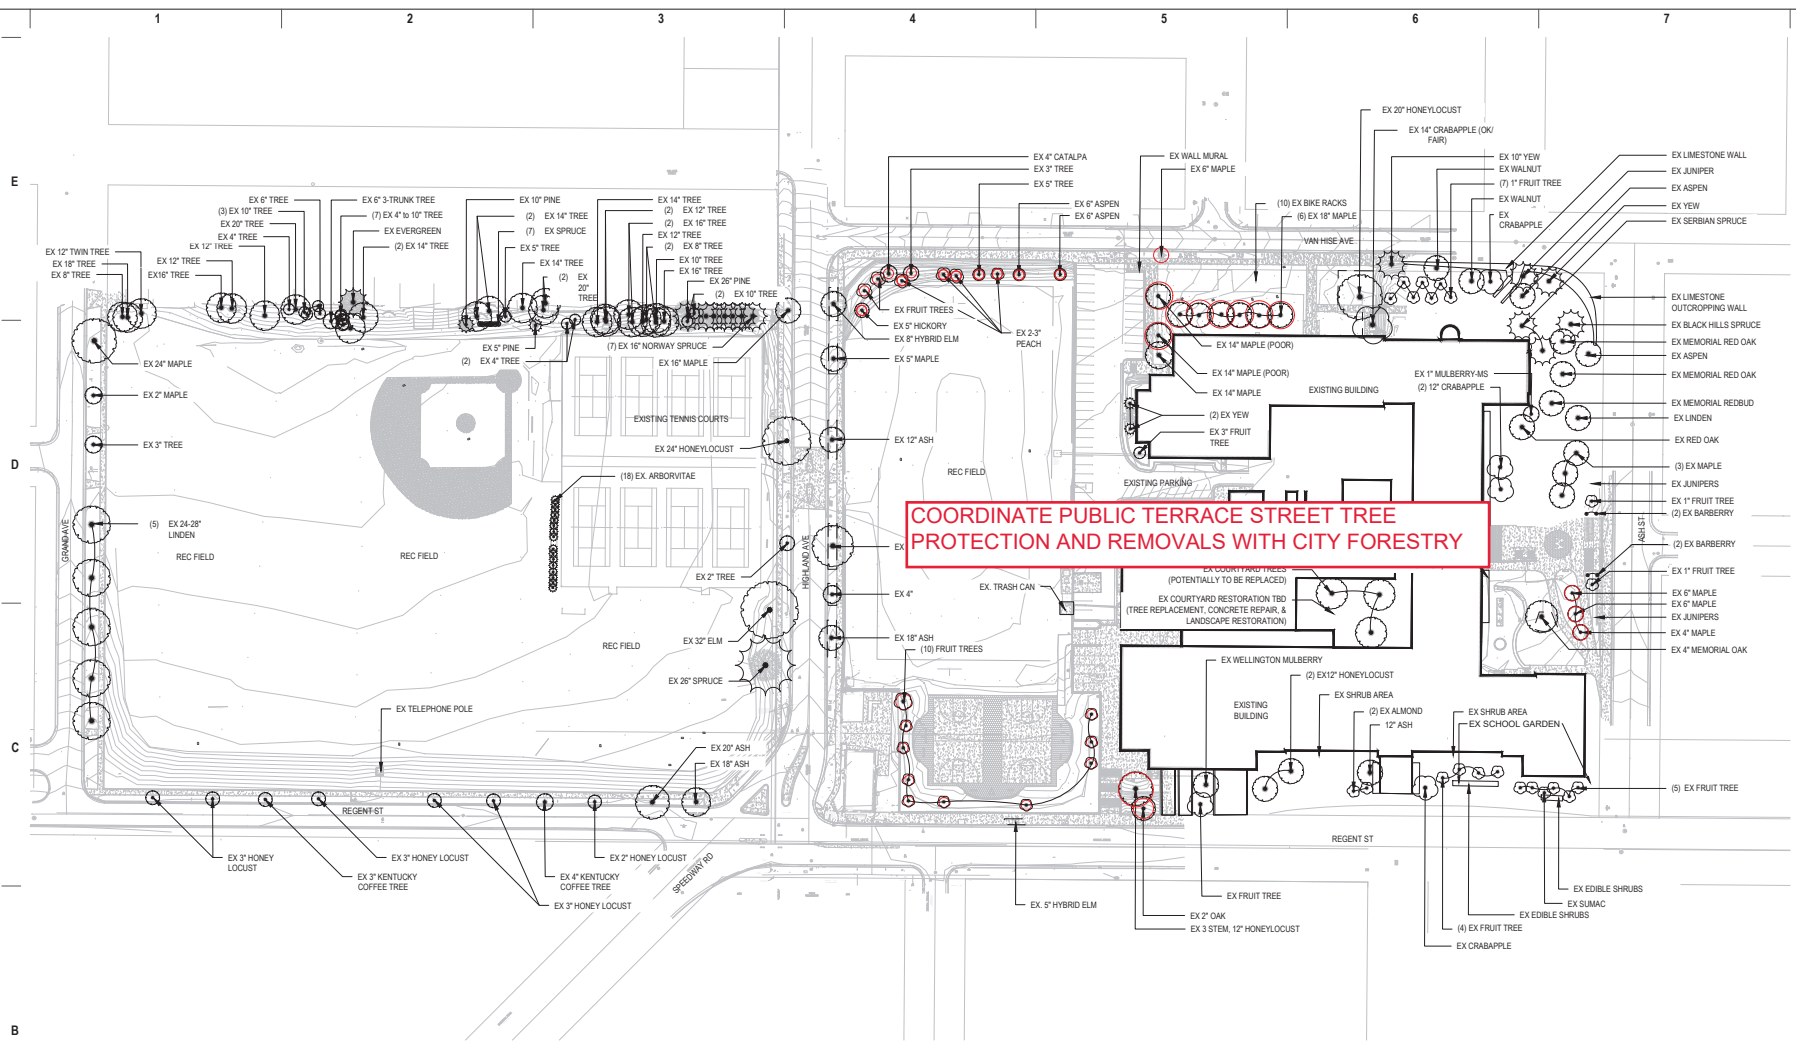 1
2
3
4
5
6
7
E
D
C
B
EX 6" TREE
(3) EX 10" TREE
EX 20" TREE
EX 4" TREE
EX 12" TREE
EX 12" TWIN TREE
EX 18" TREE
EX 8" TREE
EX 12" TREE
EX16" TREE
EX 6" 3-TRUNK TREE
(7) EX 4" to 10" TREE
EX EVERGREEN
(2) EX 14" TREE
EX 10" PINE
(2) EX 14" TREE
(7) EX SPRUCE
EX 5" TREE
EX 14" TREE
(2) EX
20"
TREE
EX 14" TREE
(2) EX 12" TREE
(2) EX 16" TREE
EX 12" TREE
(2) EX 8" TREE
EX 10" TREE
EX 16" TREE
EX 26" PINE
(2) EX 10" TREE
EX 5" PINE
(2) EX 4" TREE
(7) EX 16" NORWAY SPRUCE
EX 16" MAPLE
EX 24" MAPLE
EX 2" MAPLE
EX 3" TREE
(5) EX 24-28"
LINDEN
GRAND AVE
REC FIELD
REC FIELD
REC FIELD
EXISTING TENNIS COURTS
EX 24" HONEYLOCUST
(18) EX. ARBORVITAE
EX 2" TREE
HIGHLAND AVE
EX 32" ELM
EX 26" SPRUCE
EX TELEPHONE POLE
EX 20" ASH
EX 18" ASH
REGENT ST
EX 3" HONEY
LOCUST
EX 3" HONEY LOCUST
EX 3" KENTUCKY
COFFEE TREE
EX 2" HONEY LOCUST
EX 4" KENTUCKY
COFFEE TREE
EX 3" HONEY LOCUST
SPEEDWAY RD
EX 4" CATALPA
EX 3" TREE
EX 5" TREE
EX 6" ASPEN
EX 6" ASPEN
EX FRUIT TREES
EX 5" HICKORY
EX 8" HYBRID ELM
EX 2-3"
PEACH
EX 5" MAPLE
EX 12" ASH
REC FIELD
EX
EX 4"
EX 18" ASH
(10) FRUIT TREES
EX. TRASH CAN
EX WALL MURAL
EX 6" MAPLE
(10) EX BIKE RACKS
(6) EX 18" MAPLE
VAN HISE AVE
EX 20" HONEYLOCUST
EX 14" CRABAPPLE (OK/
FAIR)
EX 10" YEW
EX WALNUT
(7) 1" FRUIT TREE
EX WALNUT
EX
CRABAPPLE
EX LIMESTONE WALL
EX JUNIPER
EX ASPEN
EX YEW
EX SERBIAN SPRUCE
EX LIMESTONE
OUTCROPPING WALL
EX BLACK HILLS SPRUCE
EX MEMORIAL RED OAK
EX ASPEN
EX MEMORIAL RED OAK
EX MEMORIAL REDBUD
EX LINDEN
EX RED OAK
(3) EX MAPLE
EX JUNIPERS
EX 1" FRUIT TREE
(2) EX BARBERRY
ASH ST
(2) EX BARBERRY
EX 1" FRUIT TREE
EX 6" MAPLE
EX 6" MAPLE
EX JUNIPERS
EX 4" MAPLE
EX 4" MEMORIAL OAK
EX 14" MAPLE (POOR)
EX 14" MAPLE (POOR)
EX 14" MAPLE
EXISTING BUILDING
EX 1" MULBERRY-MS
(2) 12" CRABAPPLE
(2) EX YEW
EX 3" FRUIT
TREE
EXISTING PARKING
COORDINATE PUBLIC TERRACE STREET TREE
PROTECTION AND REMOVALS WITH CITY FORESTRY
EX COURTYARD TREES
(POTENTIALLY TO BE REPLACED)
EX COURTYARD RESTORATION TBD
(TREE REPLACEMENT, CONCRETE REPAIR, &
LANDSCAPE RESTORATION)
EX WELLINGTON MULBERRY
(2) EX12" HONEYLOCUST
EX SHRUB AREA
EXISTING
BUILDING
(2) EX ALMOND
12" ASH
EX SHRUB AREA
EX SCHOOL GARDEN
(5) EX FRUIT TREE
REGENT ST
EX. 5" HYBRID ELM
EX FRUIT TREE
EX 2" OAK
EX 3 STEM, 12" HONEYLOCUST
EX EDIBLE SHRUBS
EX SUMAC
EX EDIBLE SHRUBS
(4) EX FRUIT TREE
EX CRABAPPLE